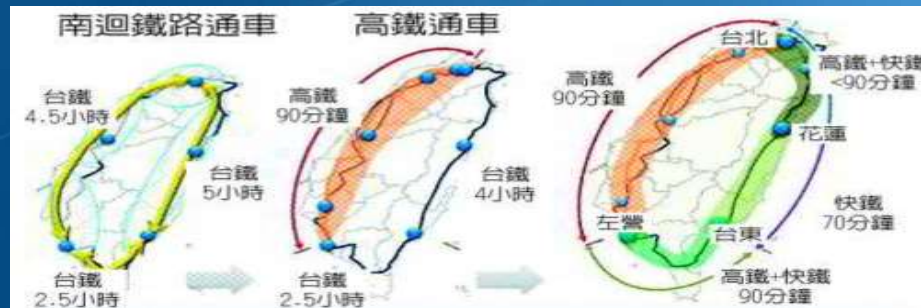 南迴鐵路通車
台鐵
4.5小時
台鐵
5小時
台鐵
2.5小時
高鐵通車
高鐵
90分鐘
台鐵
4小時
台鐵
2.5小時
台北
高鐵+快鐵
<90分鐘
高鐵
90分鐘
花蓮
快鐵
70分鐘
左營
台東
高鐵+快鐵
90分鐘